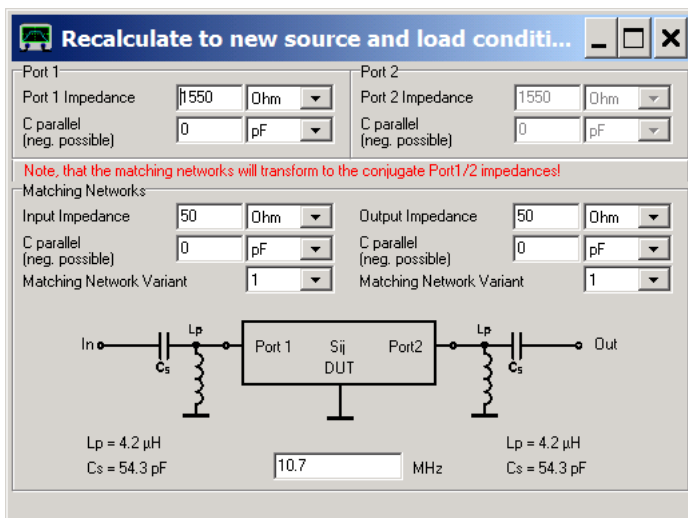 Recalculate to new source and load conditi...
Port 1 Port 2
Port 1 Impedance 1550 Ohm Port 2 Impedance 1550 Ohm
C parallel 0 pF C parallel 0 pF
(neg. possible) (neg. possible)
Note, that the matching networks will transform to the conjugate Port1/2 impedances!
Matching Networks
Input Impedance 50 Ohm Output Impedance 50 Ohm
C parallel 0 pF C parallel 0 pF
(neg. possible) (neg. possible)
Matching Network Variant 1 Matching Network Variant 1
Lp Lp
In Port 1 Sij Port2 Out
Cs DUT Cs
Lp = 4.2 µH Lp = 4.2 µH
Cs = 54.3 pF 10.7 MHz Cs = 54.3 pF